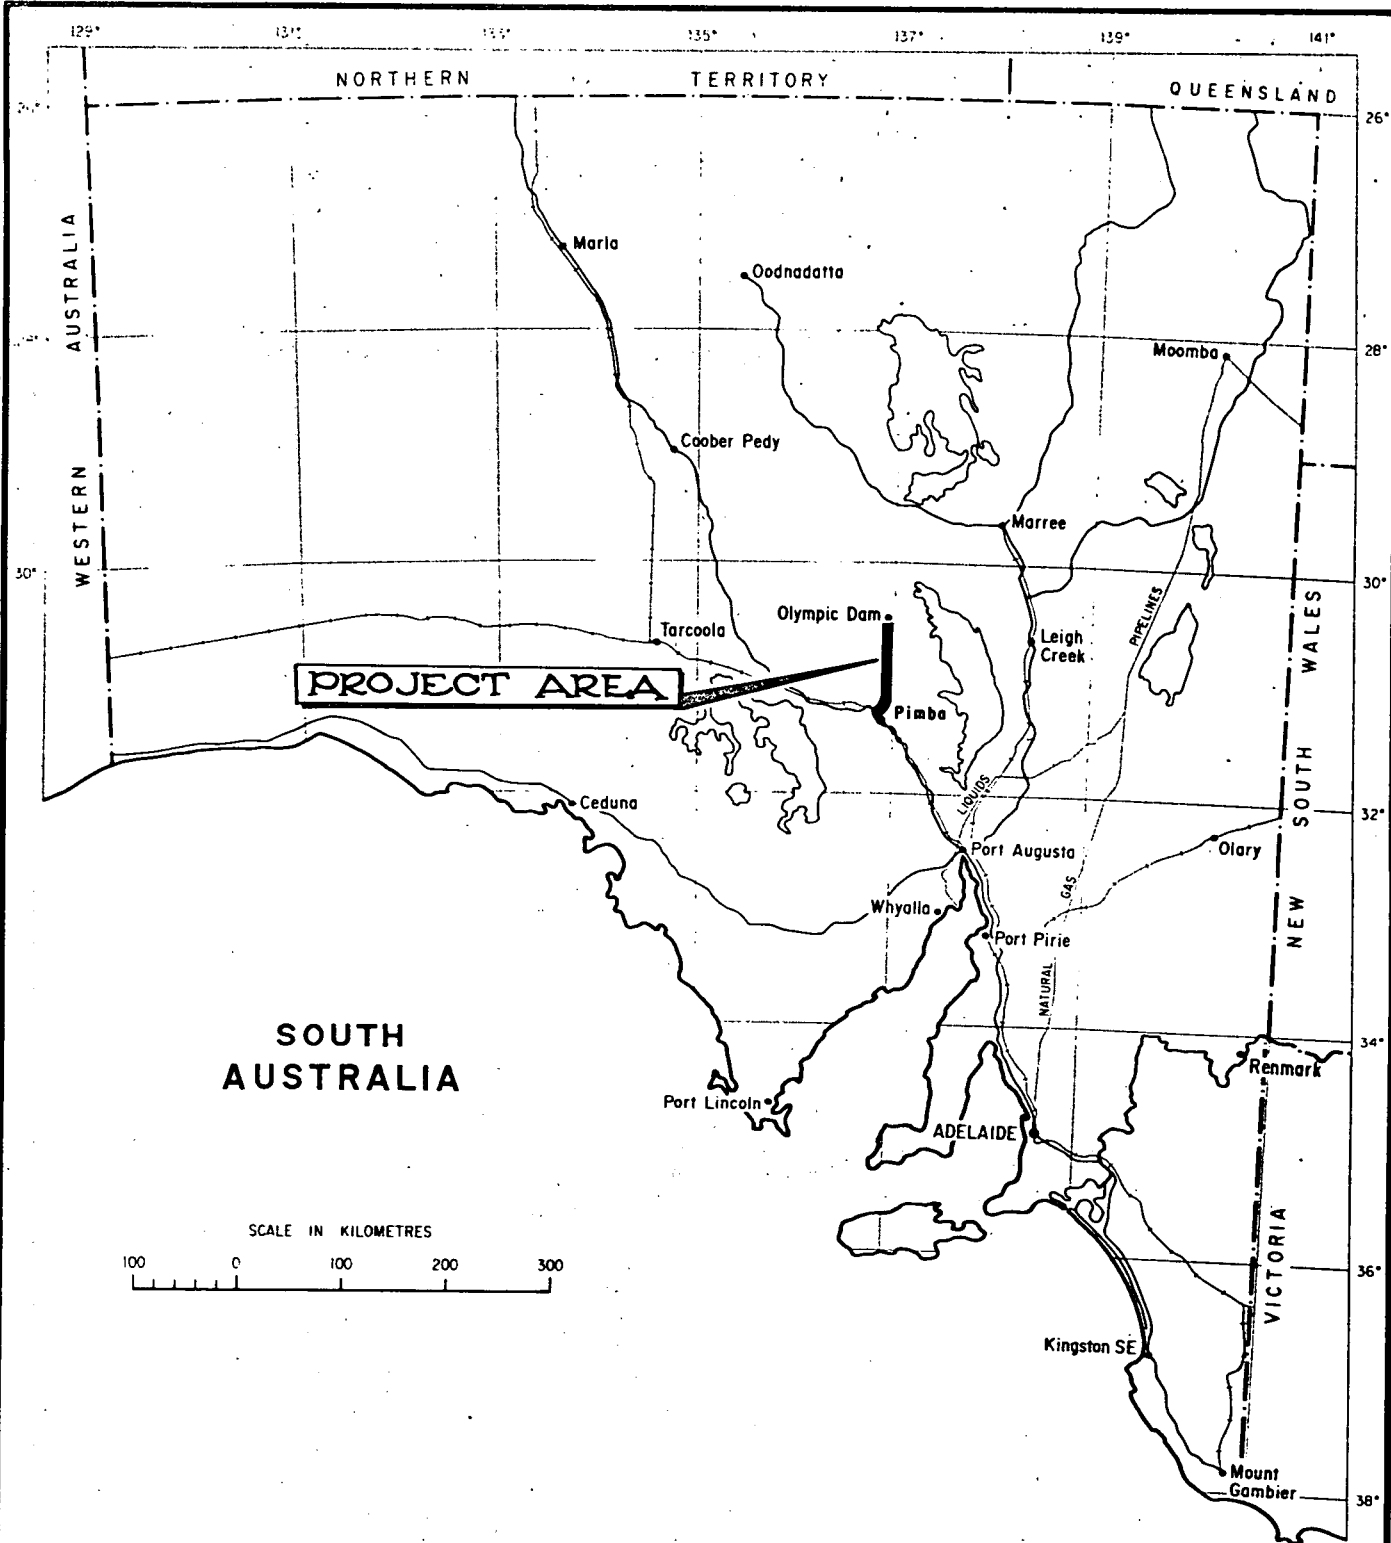 129° 131° 133° 135° 137° 139° 141°
NORTHERN TERRITORY
QUEENSLAND
26°
WESTERN AUSTRALIA
Marla
Oodnadatta
28°
Moomba
Coober Pedy
Marree
30°
30°
PIPELINES
Olympic Dam
Tarcoola
Leigh
Creek
PROJECT AREA
Pimba
NEW SOUTH WALES
LIQUIDS
Ceduna
32°
Port Augusta
Olary
GAS
Whyalla
Port Pirie
NATURAL
SOUTH
AUSTRALIA
34°
Renmark
Port Lincoln
ADELAIDE
SCALE IN KILOMETRES
100 0 100 200 300
VICTORIA
36°
Kingston SE
Mount
Gambier
38°